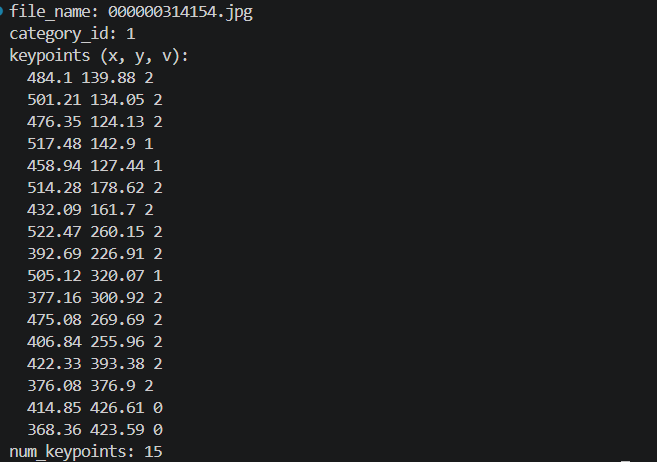 file_name: 000000314154.jpg
category_id: 1
keypoints (x, y, v):
484.1 139.88 2
501.21 134.05 2
476.35 124.13 2
517.48 142.9 1
458.94 127.44 1
514.28 178.62 2
432.09 161.7 2
522.47 260.15 2
392.69 226.91 2
505.12 320.07 1
377.16 300.92 2
475.08 269.69 2
406.84 255.96 2
422.33 393.38 2
376.08 376.9 2
414.85 426.61 0
368.36 423.59 0
num_keypoints: 15